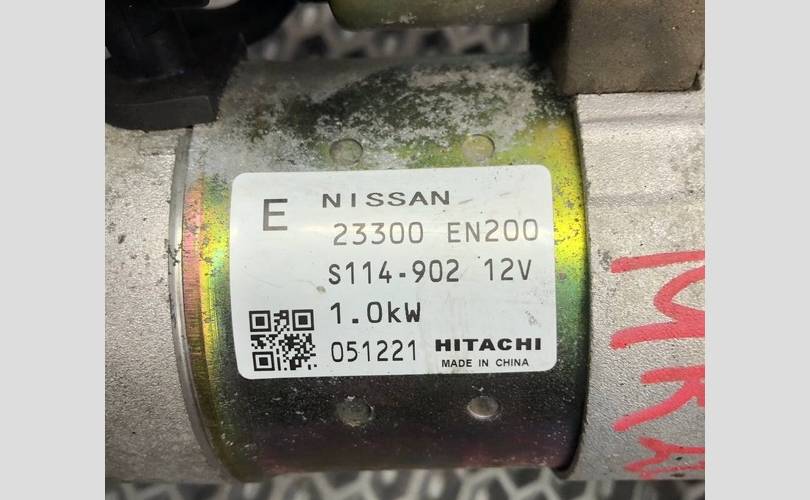 E NISSAN
23300 EN200
S114-902 12V
1.0kW
051221 HITACHI
MADE IN CHINA